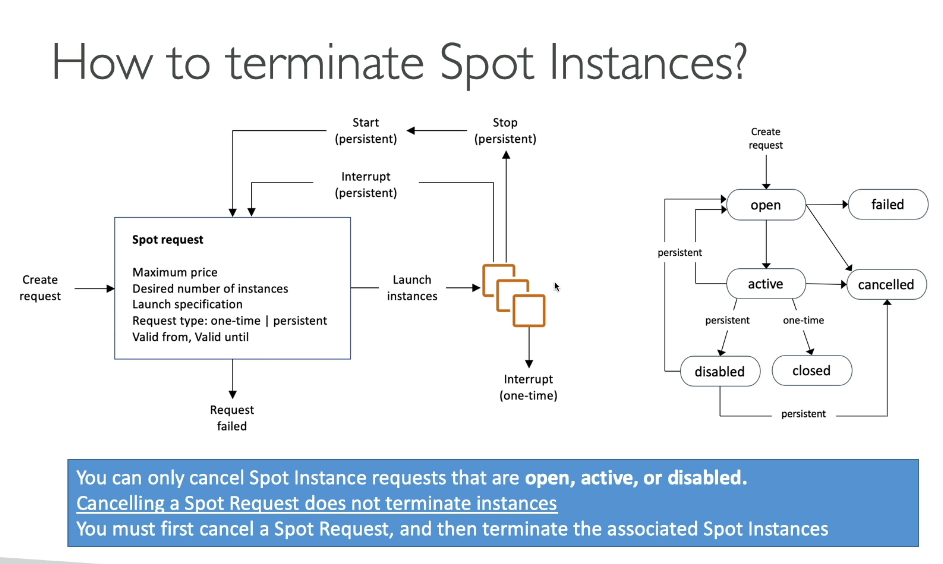 How to terminate Spot Instances?
Start
(persistent)
Stop
(persistent)
Interrupt
(persistent)
Create
request
Spot request
Maximum price
Desired number of instances
Launch specification
Request type: one-time | persistent
Valid from, Valid until
Launch
instances
Interrupt
(one-time)
Request
failed
Create
request
open
failed
persistent
active
cancelled
persistent
one-time
disabled
closed
persistent
You can only cancel Spot Instance requests that are open, active, or disabled.
Cancelling a Spot Request does not terminate instances
You must first cancel a Spot Request, and then terminate the associated Spot Instances